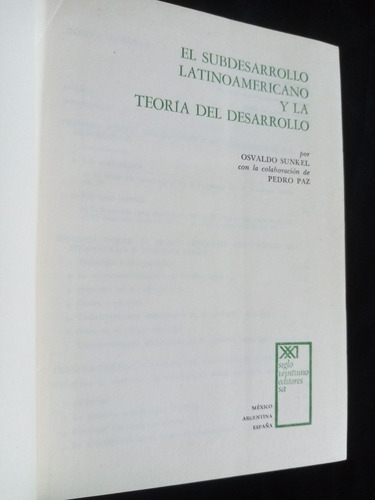 EL SUBDESARROLLO
LATINOAMERICANO
Y LA
TEORÍA DEL DESARROLLO
por
OSVALDO SUNKEL
con la colaboración de
PEDRO PAZ
siglo
veintiuno
editores
sa
MÉXICO
ARGENTINA
ESPAÑA